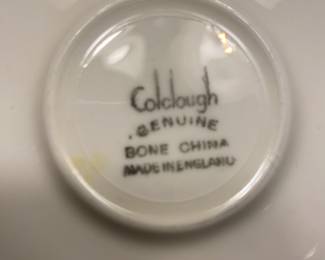 Colclough
GENUINE
BONE CHINA
MADE IN ENGLAND